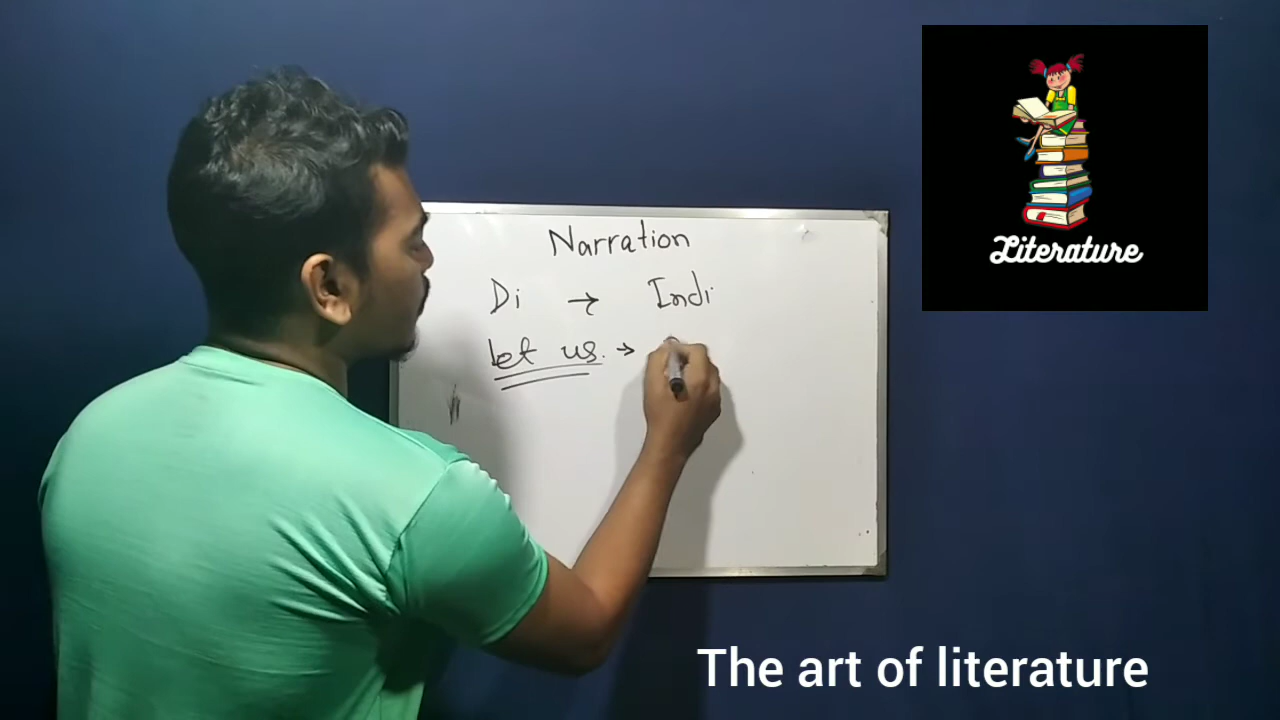 Narration
Di → Indi
let us. →
Literature
The art of literature